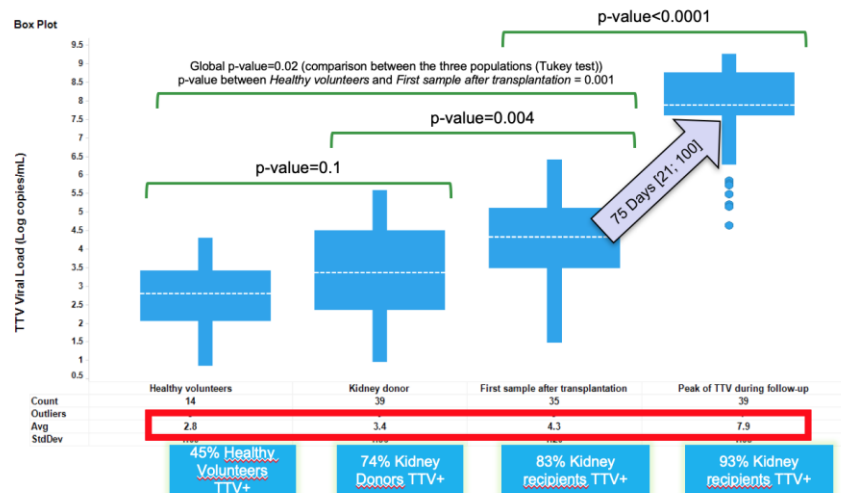 p-value<0.0001
Box Plot
Global p-value=0.02 (comparison between the three populations (Tukey test))
p-value between Healthy volunteers and First sample after transplantation = 0.001
p-value=0.004
p-value=0.1
75 Days [21; 100]
TTV Viral Load (Log copies/mL)
9.5
9
8.5
8
7.5
7
6.5
6
5.5
5
4.5
4
3.5
3
2.5
2
1.5
1
0.5
Healthy volunteers Kidney donor First sample after transplantation Peak of TTV during follow-up
Count 14 39 35 39
Outliers
Avg 2.8 3.4 4.3 7.9
StdDev
45% Healthy
Volunteers
TTV+
74% Kidney
Donors TTV+
83% Kidney
recipients TTV+
93% Kidney
recipients TTV+